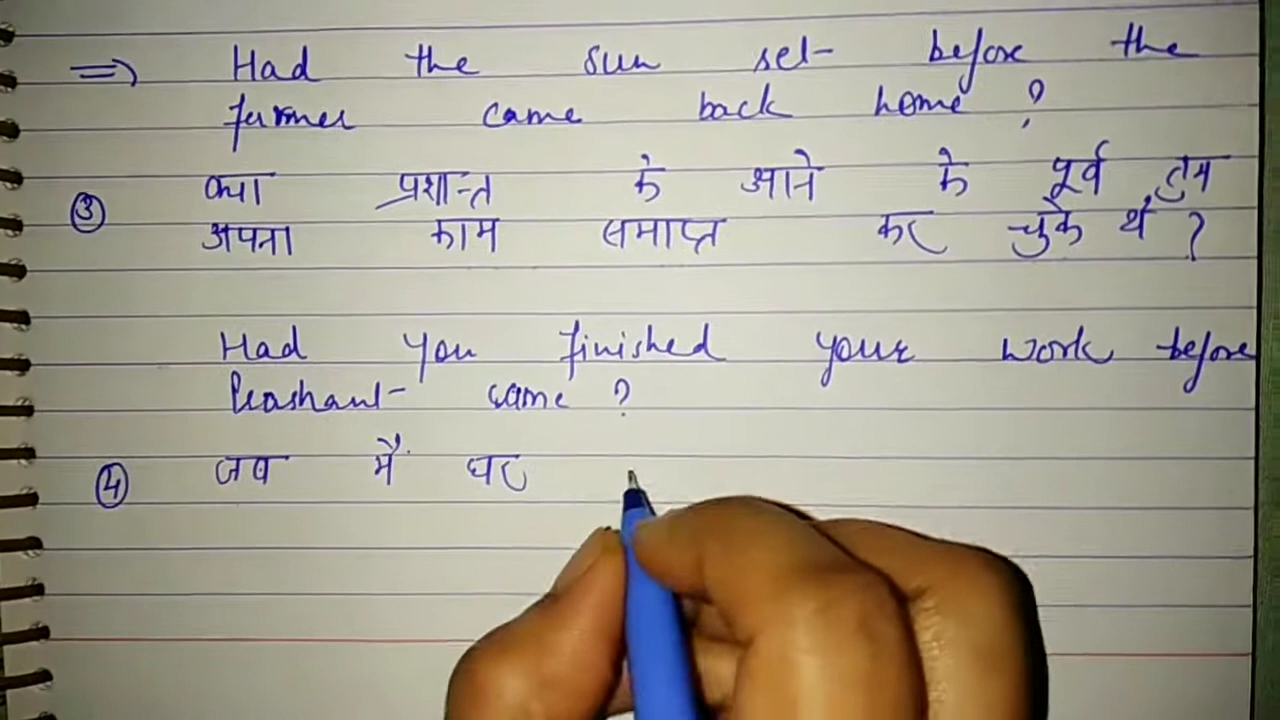 ⇒ Had the sun set before the
farmer came back home ?
③ क्या प्रशान्त के आने के पूर्व तुम
अपना काम समाप्त कर चुके थे ?
Had you finished your work before
Prashant came ?
④ जब मैं घर